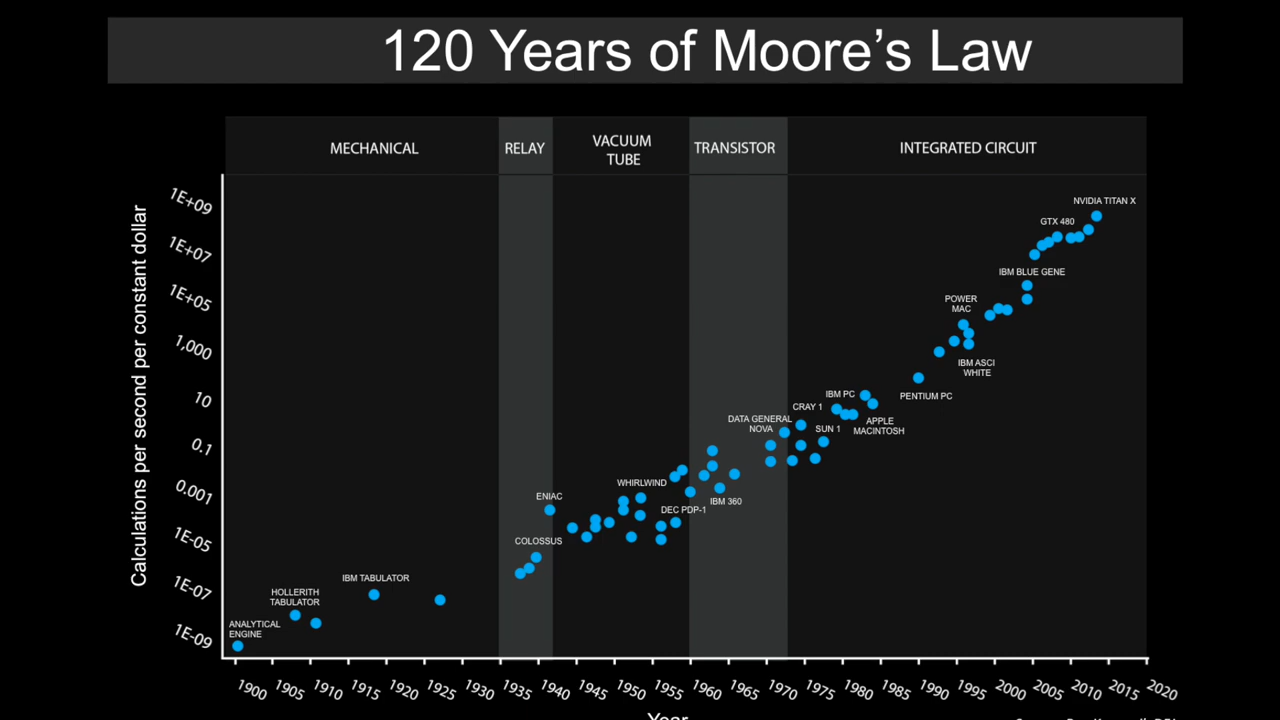 120 Years of Moore's Law
MECHANICAL
RELAY
VACUUM
TUBE
TRANSISTOR
INTEGRATED CIRCUIT
Calculations per second per constant dollar
1E+09
1E+07
1E+05
1,000
10
0.1
0.001
1E-05
1E-07
1E-09
ANALYTICAL
ENGINE
HOLLERITH
TABULATOR
IBM TABULATOR
COLOSSUS
ENIAC
WHIRLWIND
DEC PDP-1
IBM 360
DATA GENERAL
NOVA
CRAY 1
SUN 1
IBM PC
APPLE
MACINTOSH
PENTIUM PC
POWER
MAC
IBM ASCI
WHITE
IBM BLUE GENE
GTX 480
NVIDIA TITAN X
1900 1905 1910 1915 1920 1925 1930 1935 1940 1945 1950 1955 1960 1965 1970 1975 1980 1985 1990 1995 2000 2005 2010 2015 2020
Year